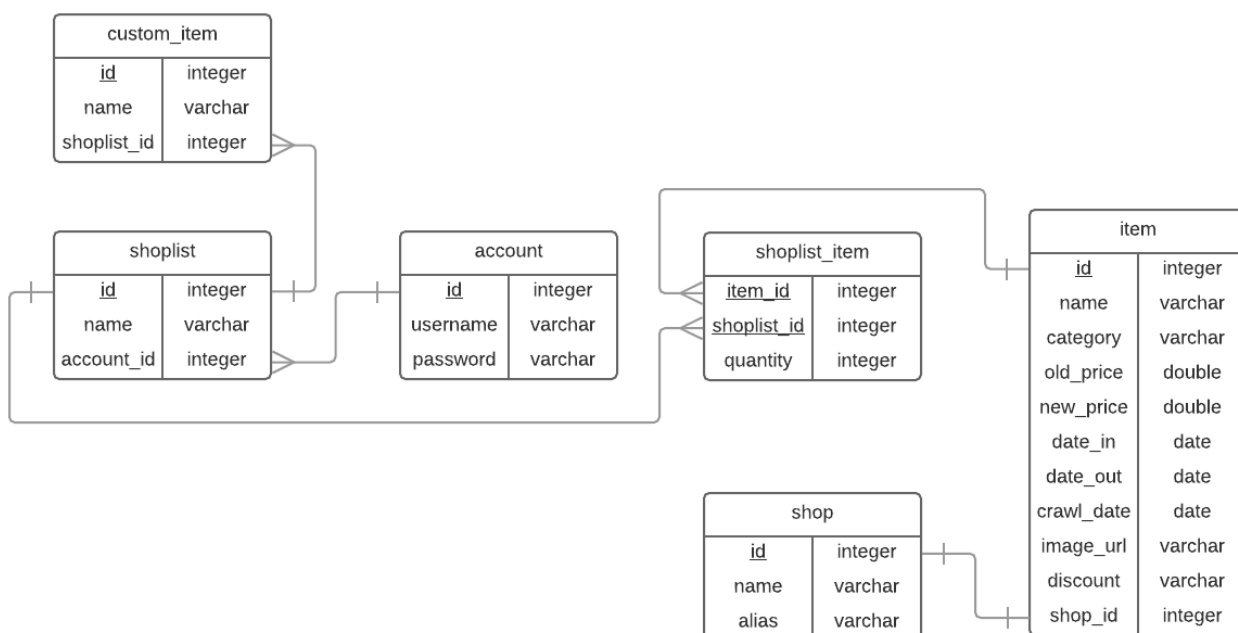 custom_item
id integer
name varchar
shoplist_id integer
shoplist
id integer
name varchar
account_id integer
account
id integer
username varchar
password varchar
shoplist_item
item_id integer
shoplist_id integer
quantity integer
item
id integer
name varchar
category varchar
old_price double
new_price double
date_in date
date_out date
crawl_date date
image_url varchar
discount varchar
shop_id integer
shop
id integer
name varchar
alias varchar